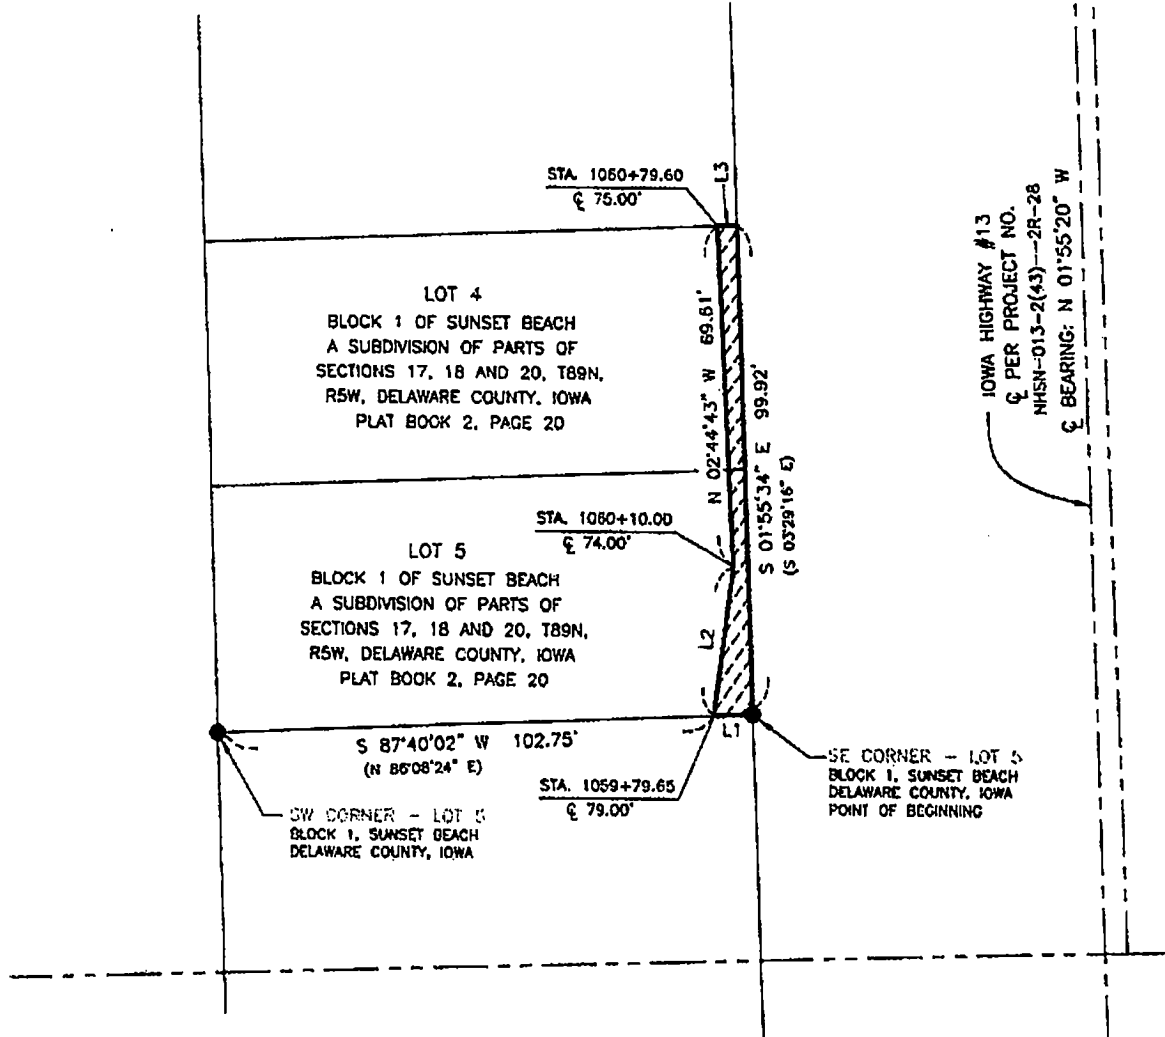 STA. 1060+79.60
℄ 75.00'
L3
LOT 4
BLOCK 1 OF SUNSET BEACH
A SUBDIVISION OF PARTS OF
SECTIONS 17, 18 AND 20, T89N,
R5W, DELAWARE COUNTY, IOWA
PLAT BOOK 2, PAGE 20
N 02°44'43" W 69.61'
S 01°55'34" E 99.92'
(S 03°29'16" E)
IOWA HIGHWAY #13
℄ PER PROJECT NO.
NHSN-013-2(43)--2R-28
℄ BEARING: N 01°55'20" W
STA. 1060+10.00
℄ 74.00'
LOT 5
BLOCK 1 OF SUNSET BEACH
A SUBDIVISION OF PARTS OF
SECTIONS 17, 18 AND 20, T89N,
R5W, DELAWARE COUNTY, IOWA
PLAT BOOK 2, PAGE 20
L2
L1
S 87°40'02" W 102.75'
(N 86°08'24" E)
STA. 1059+79.65
℄ 79.00'
SW CORNER - LOT 5
BLOCK 1, SUNSET BEACH
DELAWARE COUNTY, IOWA
SE CORNER - LOT 5
BLOCK 1, SUNSET BEACH
DELAWARE COUNTY, IOWA
POINT OF BEGINNING